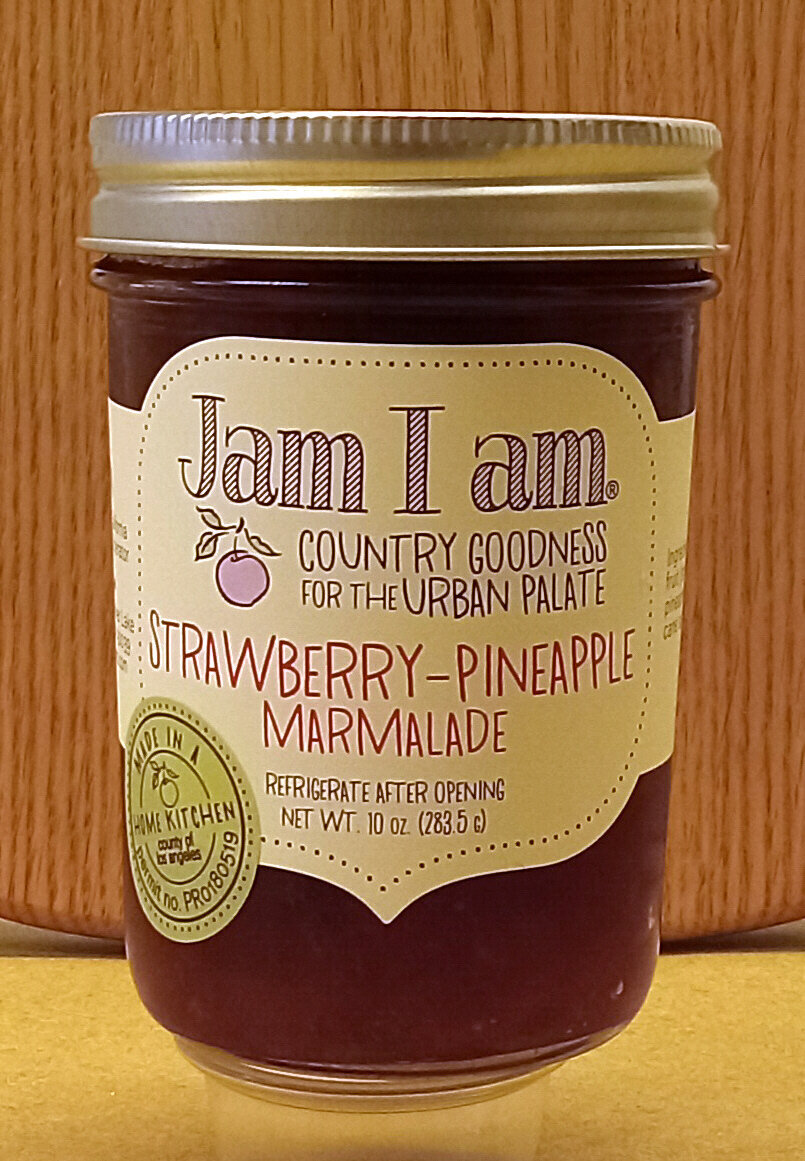 Jam I am®
COUNTRY GOODNESS
FOR THE URBAN PALATE
STRAWBERRY-PINEAPPLE
MARMALADE
REFRIGERATE AFTER OPENING
NET WT. 10 oz. (283.5 g)
MADE IN A
HOME KITCHEN
county of
los angeles
permit no. PR0180519
Lake